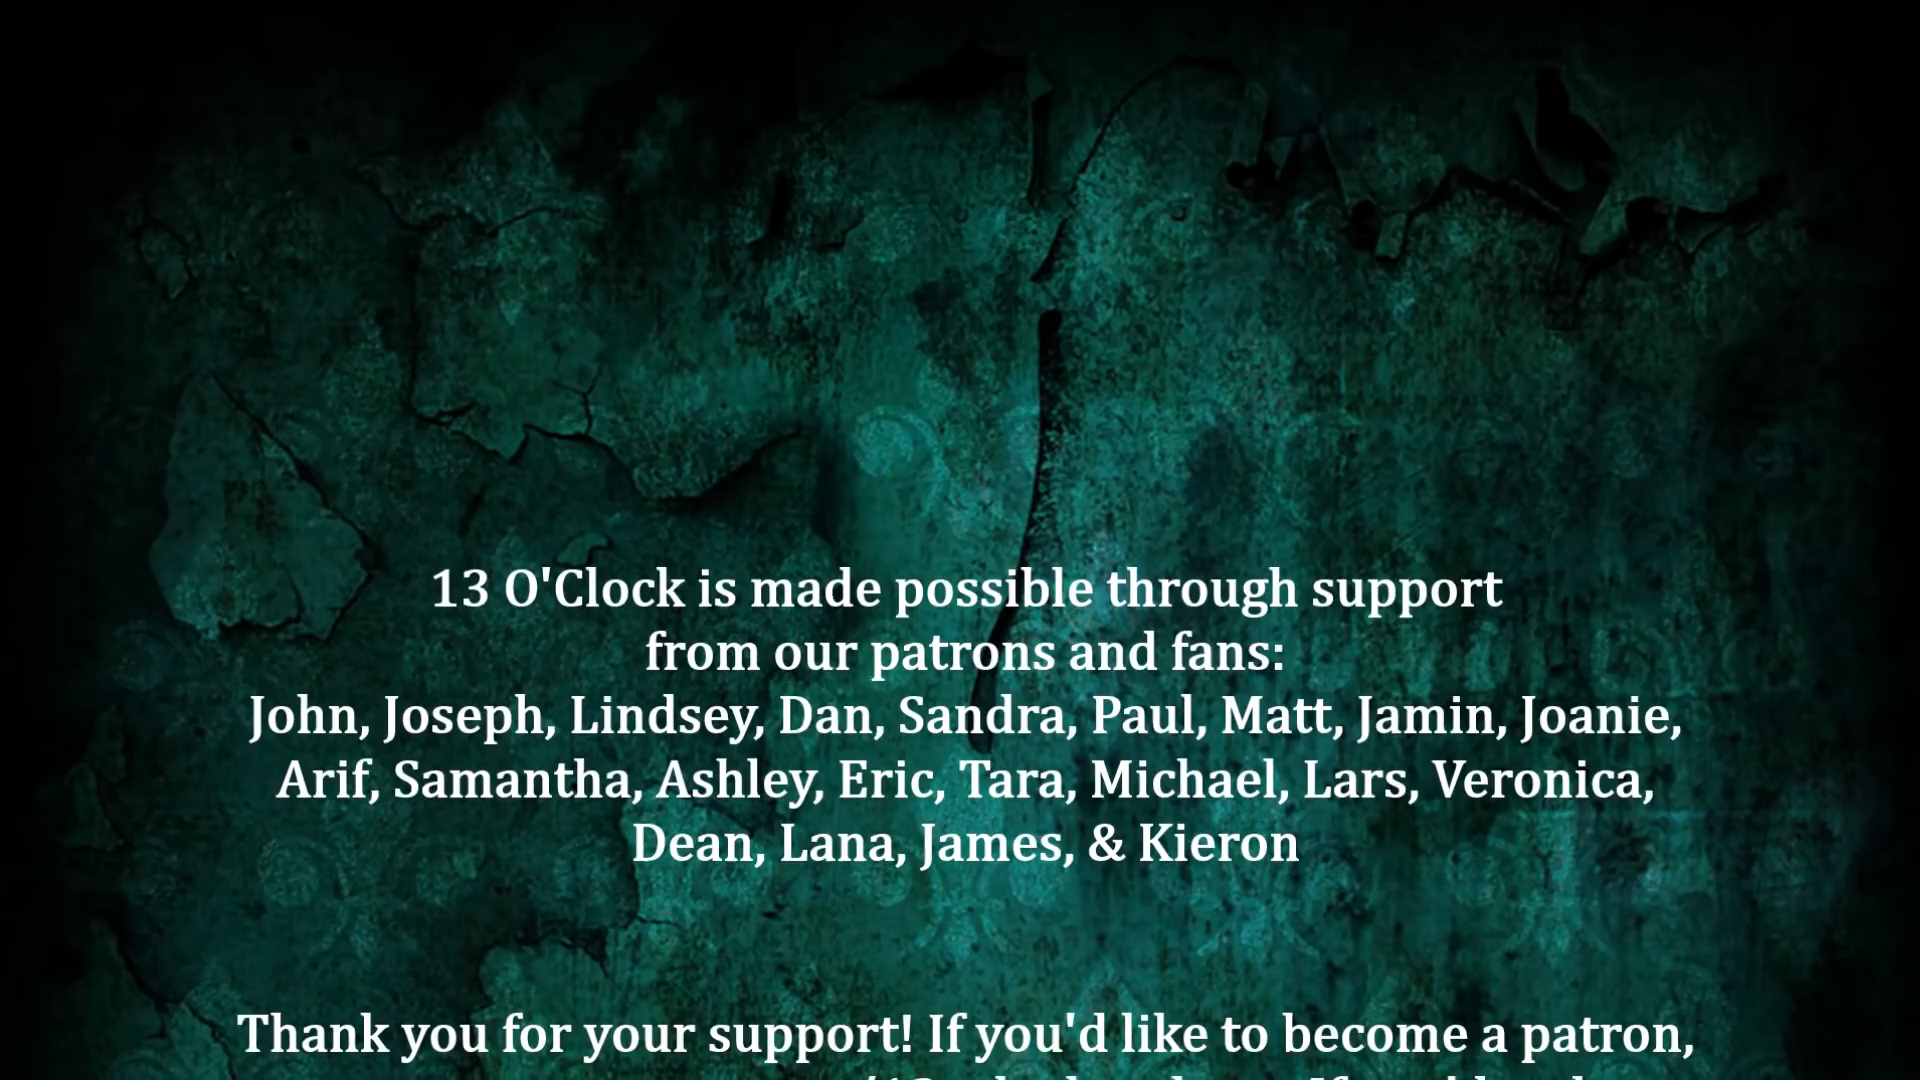 13 O'Clock is made possible through support
from our patrons and fans:
John, Joseph, Lindsey, Dan, Sandra, Paul, Matt, Jamin, Joanie,
Arif, Samantha, Ashley, Eric, Tara, Michael, Lars, Veronica,
Dean, Lana, James, & Kieron
Thank you for your support! If you'd like to become a patron,